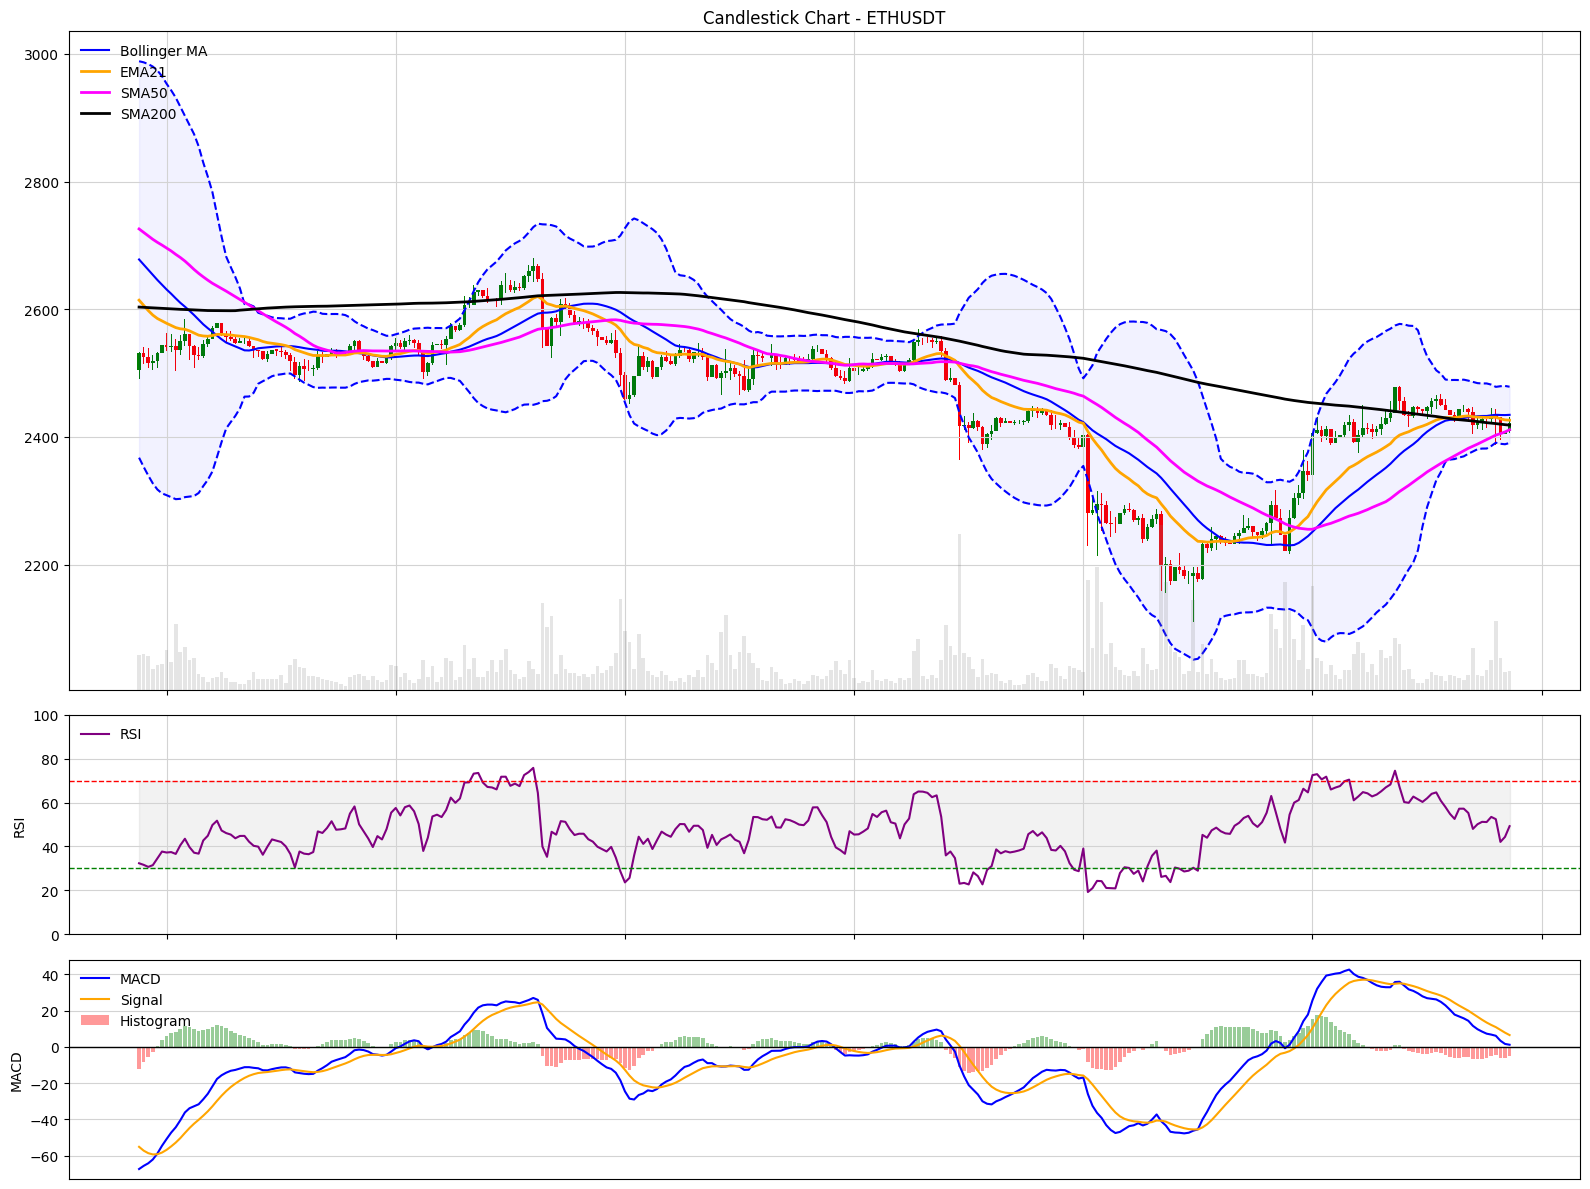 Candlestick Chart - ETHUSDT
Bollinger MA
EMA21
SMA50
SMA200
3000
2800
2600
2400
2200
RSI
RSI
100
80
60
40
20
0
MACD
Signal
Histogram
MACD
40
20
0
−20
−40
−60